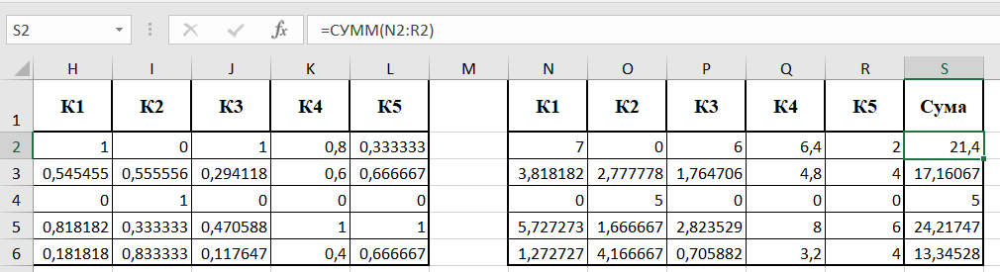 S2 fx =СУММ(N2:R2)
H I J K L M N O P Q R S
1 К1 К2 К3 К4 К5 К1 К2 К3 К4 К5 Сума
2 1 0 1 0,8 0,333333 7 0 6 6,4 2 21,4
3 0,545455 0,555556 0,294118 0,6 0,666667 3,818182 2,777778 1,764706 4,8 4 17,16067
4 0 1 0 0 0 0 5 0 0 0 5
5 0,818182 0,333333 0,470588 1 1 5,727273 1,666667 2,823529 8 6 24,21747
6 0,181818 0,833333 0,117647 0,4 0,666667 1,272727 4,166667 0,705882 3,2 4 13,34528